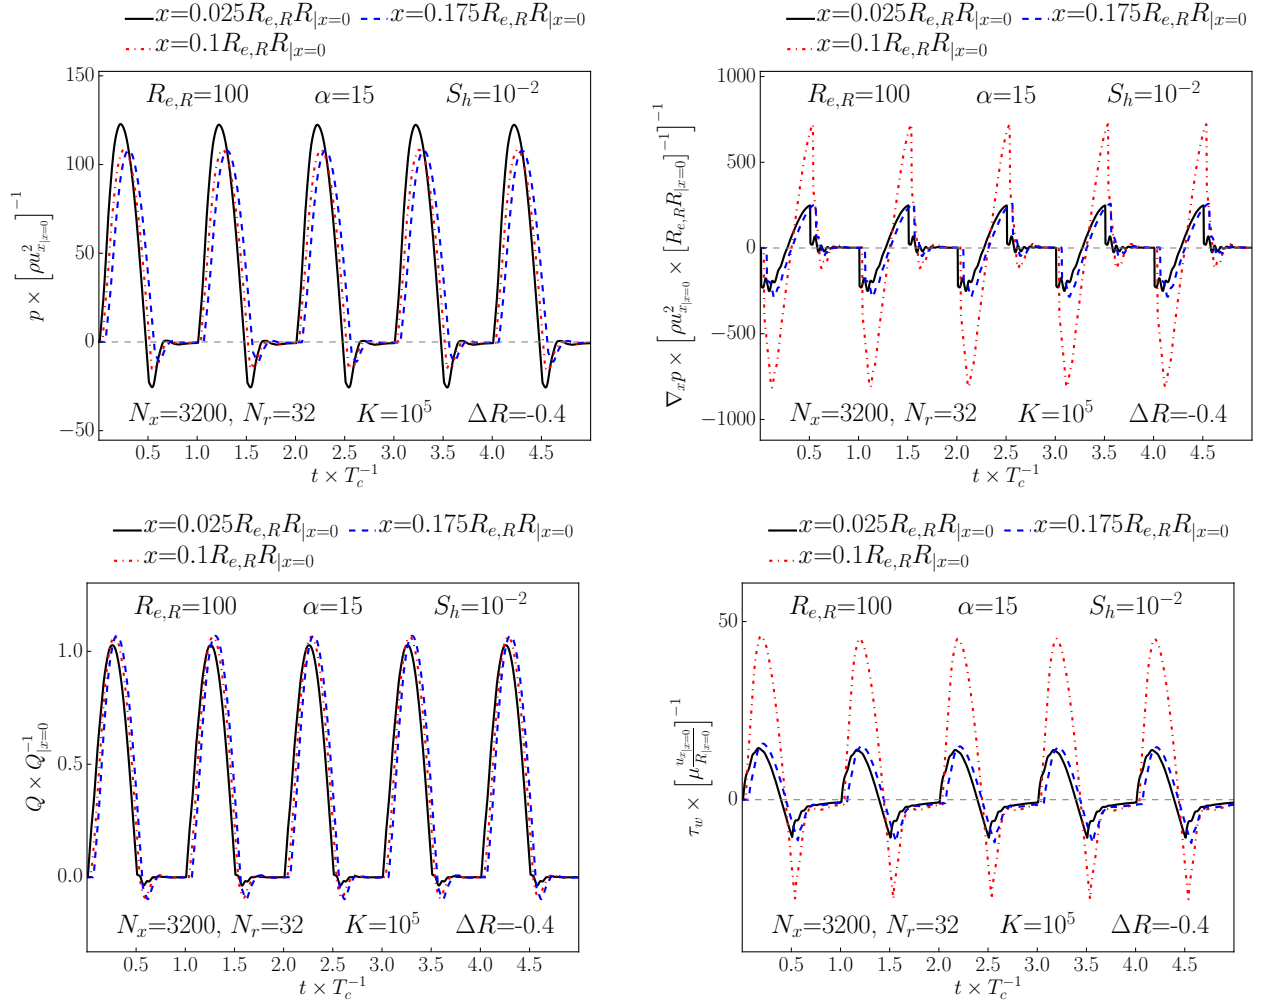 x=0.025R_{e,R}R_{|x=0} x=0.175R_{e,R}R_{|x=0}
x=0.1R_{e,R}R_{|x=0}
150
100
50
0
−50
p × [ρu²_{x|x=0}]^{−1}
R_{e,R}=100 α=15 S_h=10^{−2}
N_x=3200, N_r=32 K=10^5 ΔR=-0.4
0.5 1.0 1.5 2.0 2.5 3.0 3.5 4.0 4.5
t × T_c^{−1}
x=0.025R_{e,R}R_{|x=0} x=0.175R_{e,R}R_{|x=0}
x=0.1R_{e,R}R_{|x=0}
1000
500
0
−500
−1000
∇_x p × [ρu²_{x|x=0} × [R_{e,R}R_{|x=0}]^{−1}]^{−1}
R_{e,R}=100 α=15 S_h=10^{−2}
N_x=3200, N_r=32 K=10^5 ΔR=-0.4
0.5 1.0 1.5 2.0 2.5 3.0 3.5 4.0 4.5
t × T_c^{−1}
x=0.025R_{e,R}R_{|x=0} x=0.175R_{e,R}R_{|x=0}
x=0.1R_{e,R}R_{|x=0}
1.0
0.5
0.0
Q × Q^{−1}_{|x=0}
R_{e,R}=100 α=15 S_h=10^{−2}
N_x=3200, N_r=32 K=10^5 ΔR=-0.4
0.5 1.0 1.5 2.0 2.5 3.0 3.5 4.0 4.5
t × T_c^{−1}
x=0.025R_{e,R}R_{|x=0} x=0.175R_{e,R}R_{|x=0}
x=0.1R_{e,R}R_{|x=0}
50
0
τ_w × [μ u_{x|x=0}/R_{|x=0}]^{−1}
R_{e,R}=100 α=15 S_h=10^{−2}
N_x=3200, N_r=32 K=10^5 ΔR=-0.4
0.5 1.0 1.5 2.0 2.5 3.0 3.5 4.0 4.5
t × T_c^{−1}